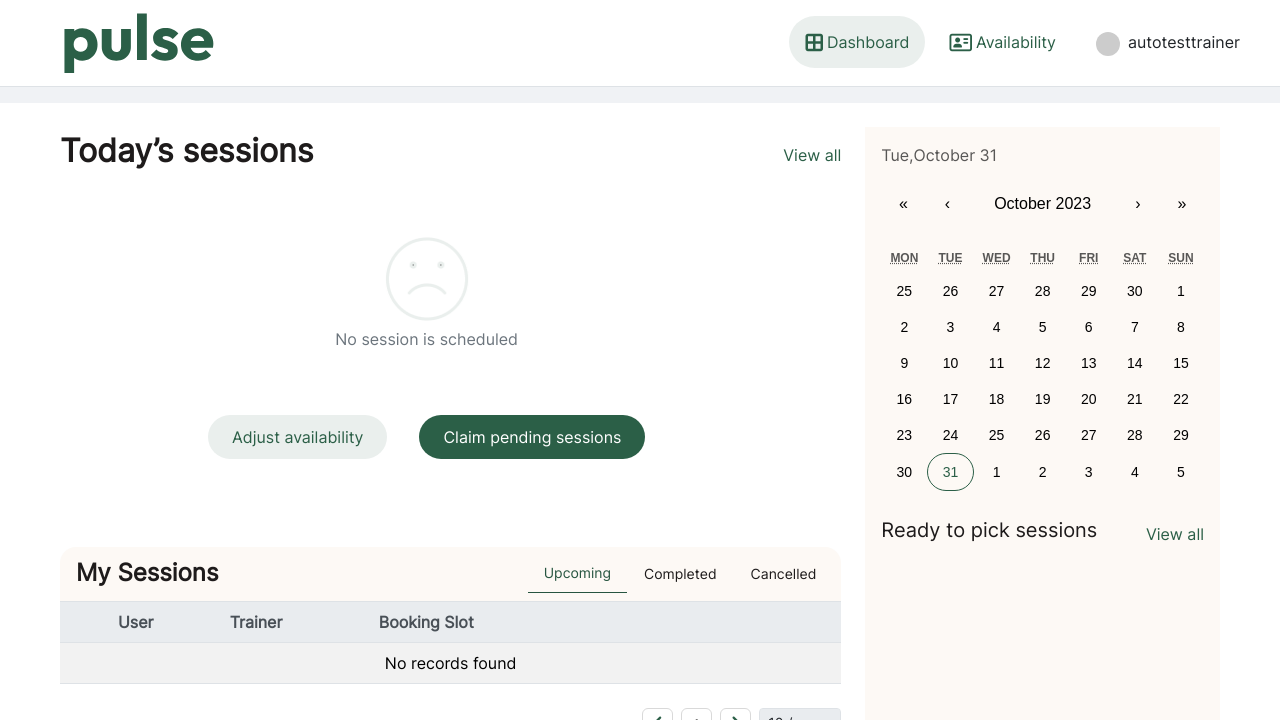 pulse
Dashboard
Availability
autotesttrainer
Today’s sessions
View all
No session is scheduled
Adjust availability
Claim pending sessions
My Sessions
Upcoming Completed Cancelled
User Trainer Booking Slot
No records found
Tue,October 31
« ‹ October 2023 › »
MON TUE WED THU FRI SAT SUN
25 26 27 28 29 30 1
2 3 4 5 6 7 8
9 10 11 12 13 14 15
16 17 18 19 20 21 22
23 24 25 26 27 28 29
30 31 1 2 3 4 5
Ready to pick sessions
View all